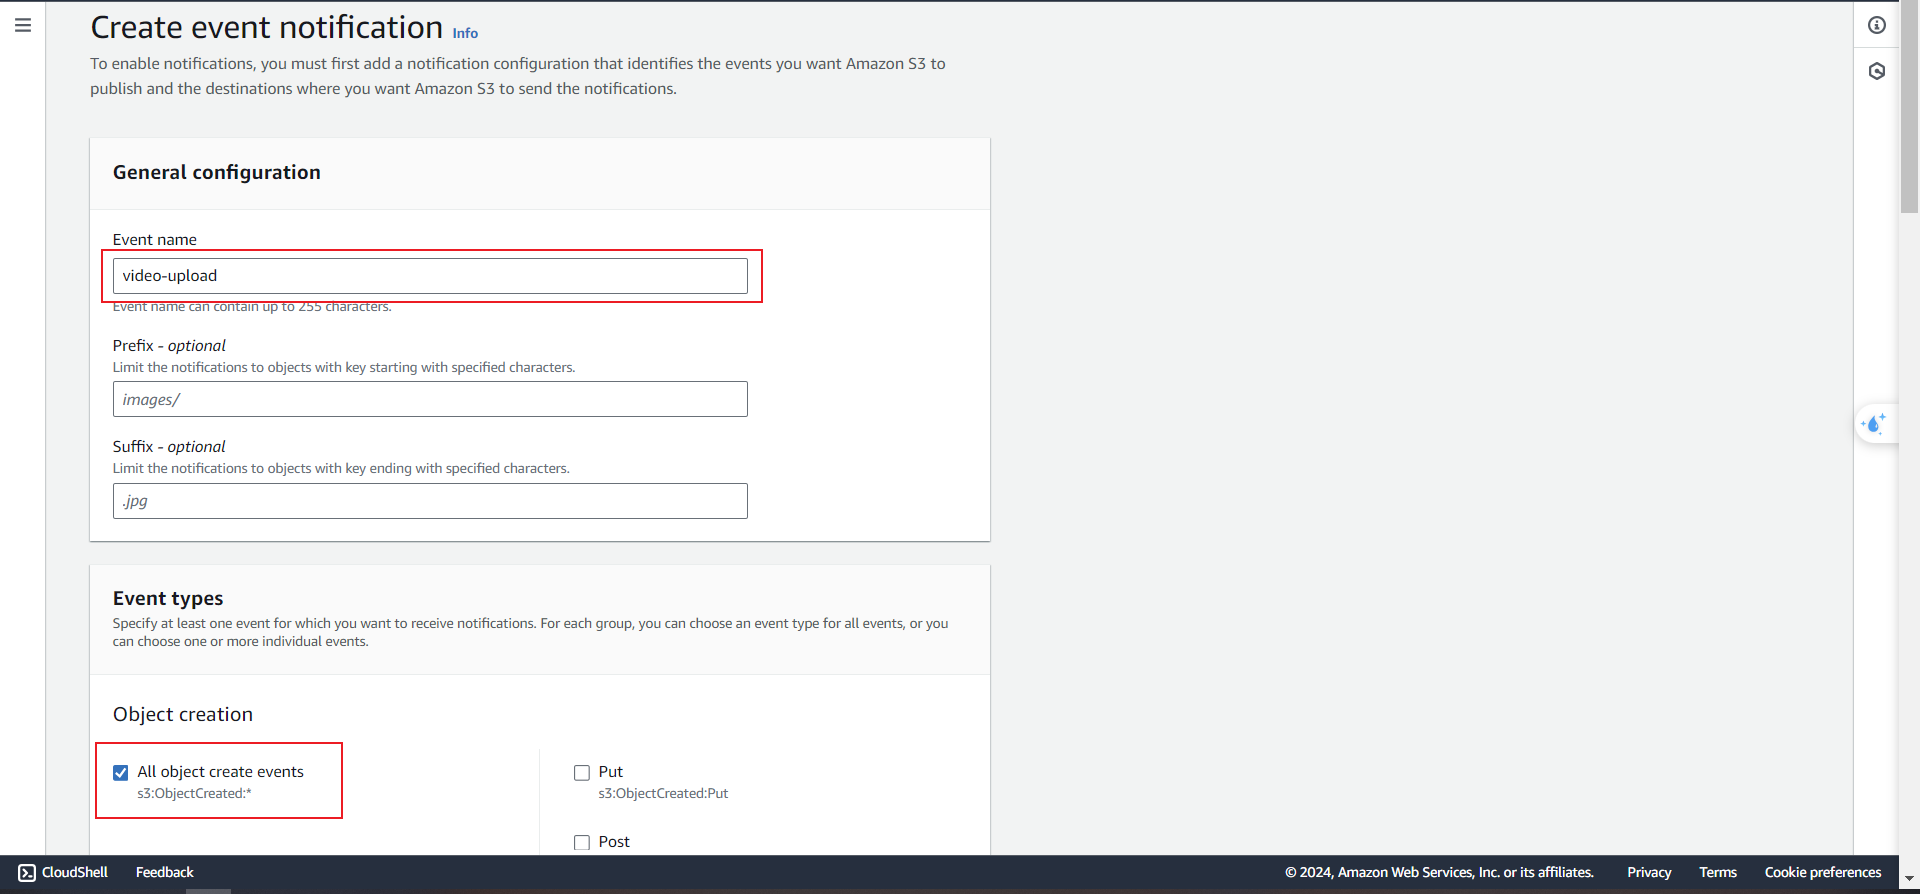 Create event notification Info
To enable notifications, you must first add a notification configuration that identifies the events you want Amazon S3 to
publish and the destinations where you want Amazon S3 to send the notifications.
General configuration
Event name
video-upload
Event name can contain up to 255 characters.
Prefix - optional
Limit the notifications to objects with key starting with specified characters.
images/
Suffix - optional
Limit the notifications to objects with key ending with specified characters.
.jpg
Event types
Specify at least one event for which you want to receive notifications. For each group, you can choose an event type for all events, or you
can choose one or more individual events.
Object creation
All object create events
s3:ObjectCreated:*
Put
s3:ObjectCreated:Put
Post
CloudShell Feedback © 2024, Amazon Web Services, Inc. or its affiliates. Privacy Terms Cookie preferences